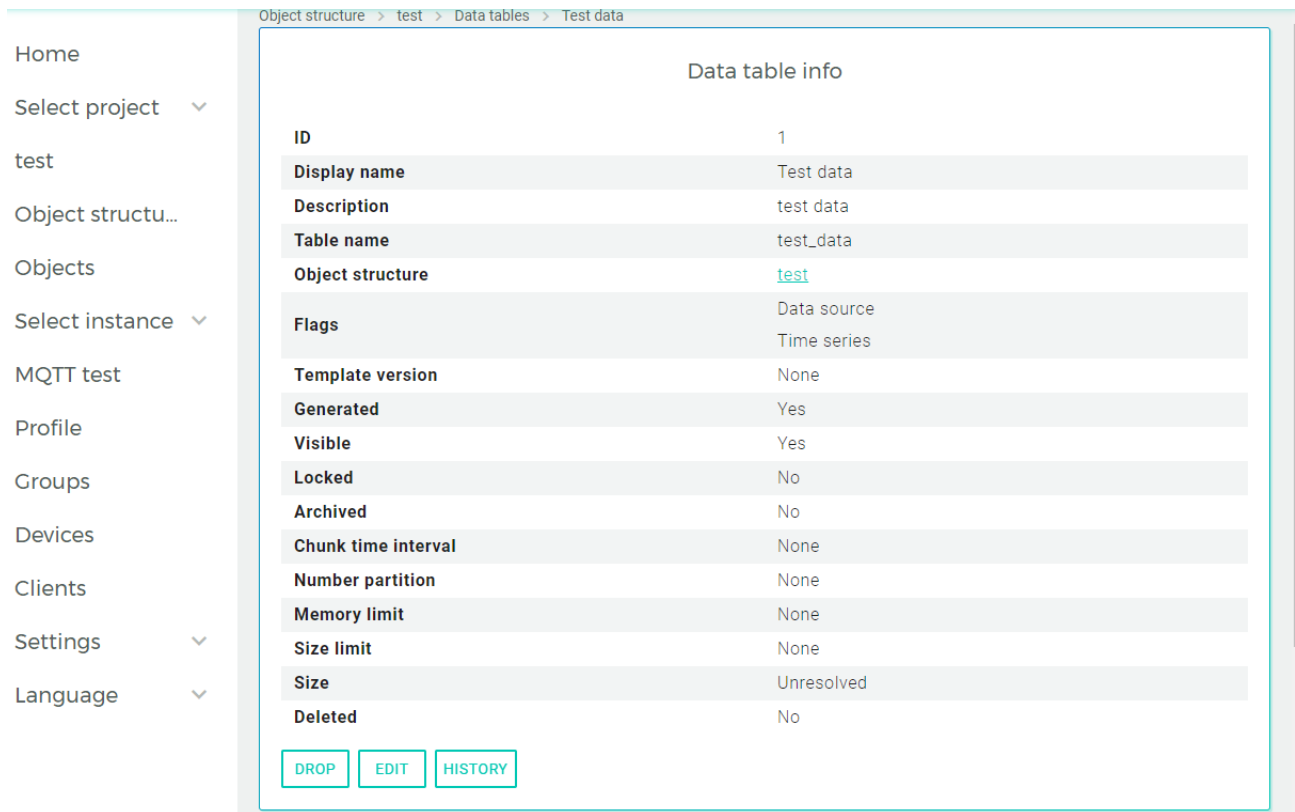 Object structure > test > Data tables > Test data
Home
Select project
test
Object structu...
Objects
Select instance
MQTT test
Profile
Groups
Devices
Clients
Settings
Language
Data table info
ID 1
Display name Test data
Description test data
Table name test_data
Object structure test
Flags Data source
Time series
Template version None
Generated Yes
Visible Yes
Locked No
Archived No
Chunk time interval None
Number partition None
Memory limit None
Size limit None
Size Unresolved
Deleted No
DROP EDIT HISTORY